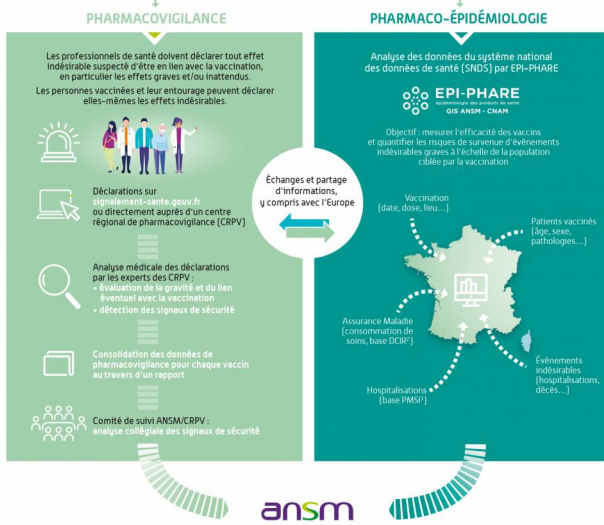 PHARMACOVIGILANCE
Les professionnels de santé doivent déclarer tout effet
indésirable suspecté d'être en lien avec la vaccination,
en particulier les effets graves et/ou inattendus.
Les personnes vaccinées et leur entourage peuvent déclarer
elles-mêmes les effets indésirables.
Déclarations sur
signalement-sante.gouv.fr
ou directement auprès d'un centre
régional de pharmacovigilance (CRPV)
Analyse médicale des déclarations
par les experts des CRPV :
• évaluation de la gravité et du lien
éventuel avec la vaccination
• détection des signaux de sécurité
Consolidation des données de
pharmacovigilance pour chaque vaccin
au travers d'un rapport
Comité de suivi ANSM/CRPV :
analyse collégiale des signaux de sécurité
Échanges et partage
d'informations,
y compris avec l'Europe
PHARMACO-ÉPIDÉMIOLOGIE
Analyse des données du système national
des données de santé (SNDS) par EPI-PHARE
EPI-PHARE
épidémiologie des produits de santé
GIS ANSM - CNAM
Objectif : mesurer l'efficacité des vaccins
et quantifier les risques de survenue d'évènements
indésirables graves à l'échelle de la population
ciblée par la vaccination
Vaccination
(date, dose, lieu...)
Patients vaccinés
(âge, sexe,
pathologies...)
Assurance Maladie
(consommation de
soins, base DCIR²)
Évènements
indésirables
(hospitalisations,
décès...)
Hospitalisations
(base PMSI³)
ansm